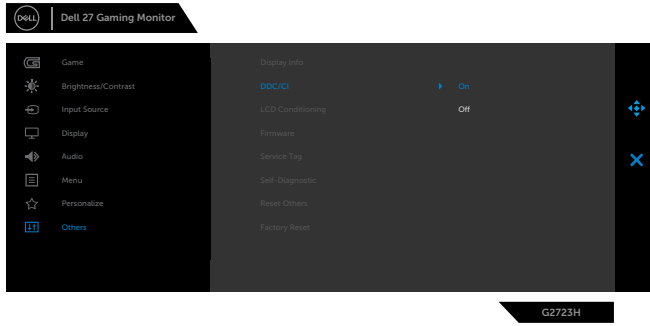 DELL
Dell 27 Gaming Monitor
Game
Display Info
Brightness/Contrast
DDC/CI
On
Input Source
LCD Conditioning
Off
Display
Firmware
Audio
Service Tag
Menu
Self-Diagnostic
Personalize
Reset Others
Others
Factory Reset
G2723H